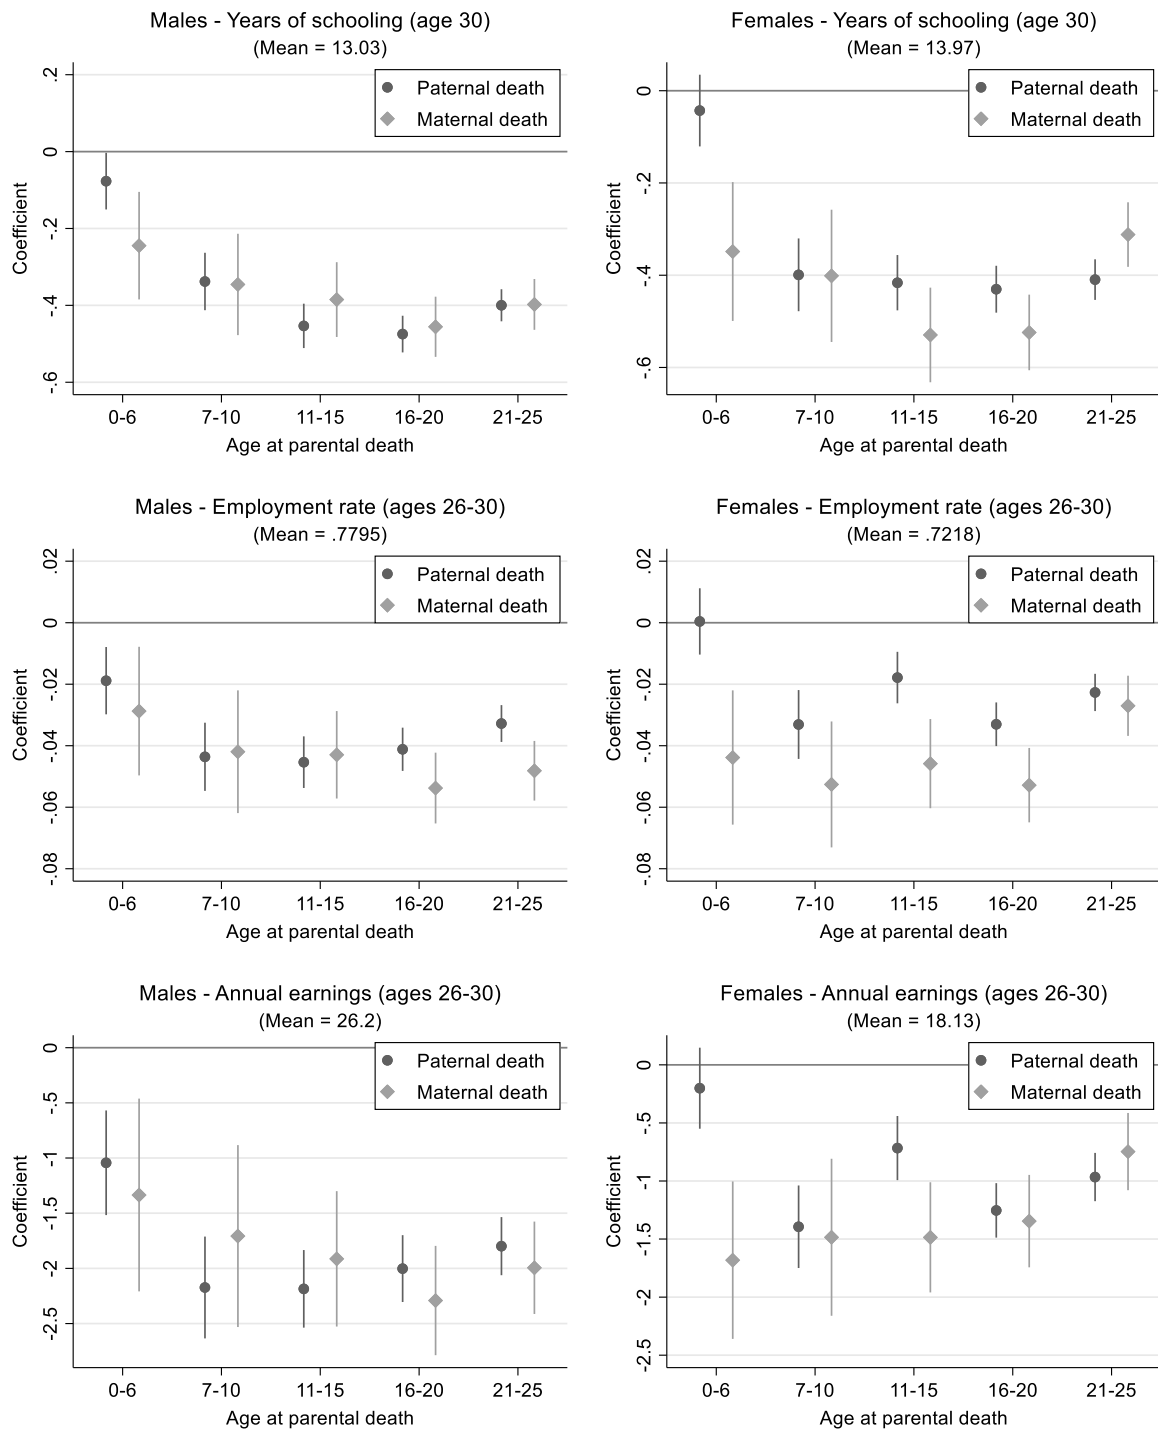 Males - Years of schooling (age 30)
(Mean = 13.03)
Paternal death
Maternal death
Coefficient
.2
0
-.2
-.4
-.6
0-6 7-10 11-15 16-20 21-25
Age at parental death
Females - Years of schooling (age 30)
(Mean = 13.97)
Paternal death
Maternal death
Coefficient
0
-.2
-.4
-.6
0-6 7-10 11-15 16-20 21-25
Age at parental death
Males - Employment rate (ages 26-30)
(Mean = .7795)
Paternal death
Maternal death
Coefficient
.02
0
-.02
-.04
-.06
-.08
0-6 7-10 11-15 16-20 21-25
Age at parental death
Females - Employment rate (ages 26-30)
(Mean = .7218)
Paternal death
Maternal death
Coefficient
.02
0
-.02
-.04
-.06
-.08
0-6 7-10 11-15 16-20 21-25
Age at parental death
Males - Annual earnings (ages 26-30)
(Mean = 26.2)
Paternal death
Maternal death
Coefficient
0
-.5
-1
-1.5
-2
-2.5
0-6 7-10 11-15 16-20 21-25
Age at parental death
Females - Annual earnings (ages 26-30)
(Mean = 18.13)
Paternal death
Maternal death
Coefficient
0
-.5
-1
-1.5
-2
-2.5
0-6 7-10 11-15 16-20 21-25
Age at parental death